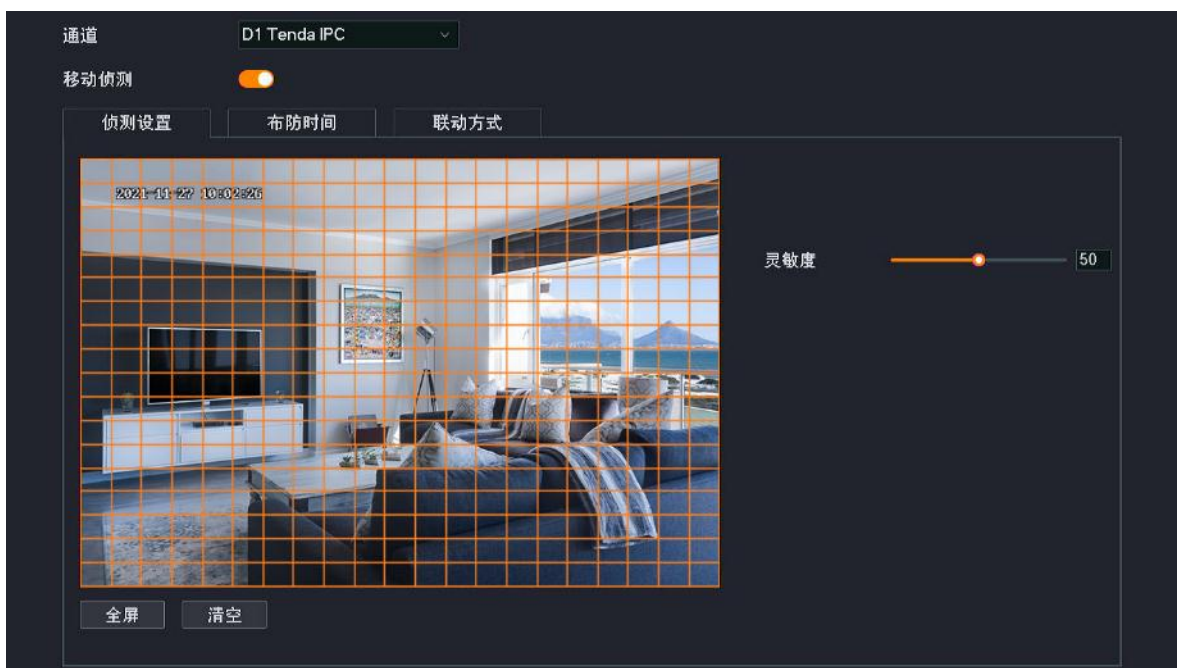 通道 D1 Tenda IPC
移动侦测
侦测设置 布防时间 联动方式
2021-11-27 10:02:26
灵敏度 50
全屏 清空